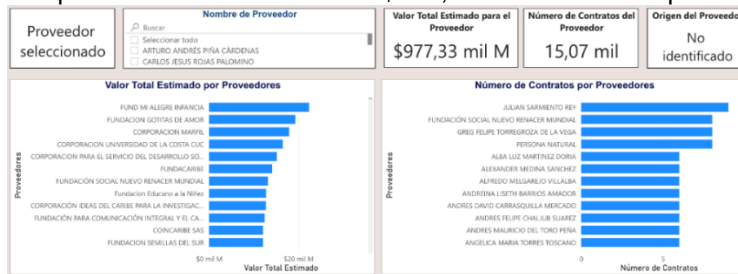 Proveedor
seleccionado
Nombre de Proveedor
Buscar
Seleccionar todo
ARTURO ANDRÉS PIÑA CÁRDENAS
CARLOS JESUS ROJAS PALOMINO
Valor Total Estimado para el
Proveedor
$977,33 mil M
Número de Contratos del
Proveedor
15,07 mil
Origen del Proveedo
No
identificado
Valor Total Estimado por Proveedores
Proveedores
FUND MI ALEGRE INFANCIA
FUNDACION GOTITAS DE AMOR
CORPORACION MARFIL
CORPORACION UNIVERSIDAD DE LA COSTA CUC
CORPORACION PARA EL SERVICIO DEL DESARROLLO SO...
FUNDACARIBE
FUNDACIÓN SOCIAL NUEVO RENACER MUNDIAL
Fundacion Educano a la Niñez
CORPORACIÓN IDEAS DEL CARIBE PARA LA INVESTIGAC...
FUNDACIÓN PARA COMUNICACIÓN INTEGRAL Y EL CA...
COINCARIBE SAS
FUNDACION SEMILLAS DEL SUR
$0 mil M
$20 mil M
Valor Total Estimado
Número de Contratos por Proveedores
Proveedores
JULIAN SARMIENTO REY
FUNDACIÓN SOCIAL NUEVO RENACER MUNDIAL
GREG FELIPE TORREGROZA DE LA VEGA
PERSONA NATURAL
ALBA LUZ MARTINEZ DORIA
ALEXANDER MEDINA SANCHEZ
ALFREDO MELGAREJO VILLALBA
ANDREINA LISETH BARRIOS AMADOR
ANDRES DAVID CARRASQUILLA MERCADO
ANDRES FELIPE CHALJUB SUAREZ
ANDRES MAURICIO DEL TORO PEÑA
ANGELICA MARIA TORRES TOSCANO
0
5
Número de Contratos